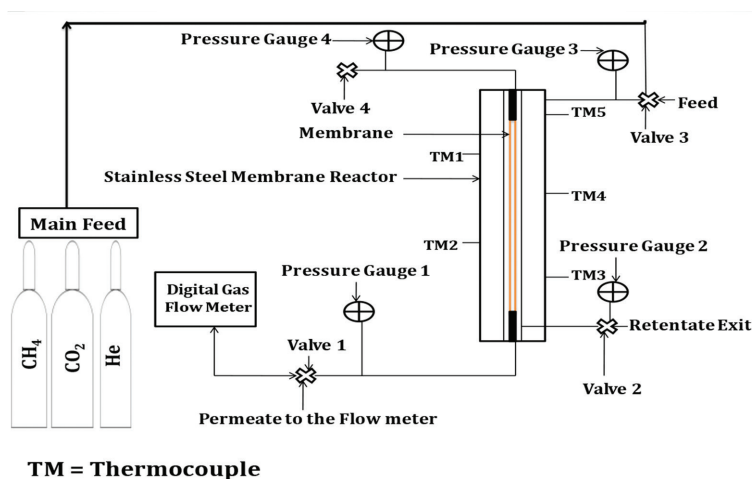 Pressure Gauge 4
Pressure Gauge 3
Valve 4
Feed
TM5
Valve 3
Membrane
TM1
Stainless Steel Membrane Reactor
TM4
Main Feed
TM2
Pressure Gauge 2
Pressure Gauge 1
TM3
Digital Gas
Flow Meter
Retentate Exit
Valve 1
CH₄
CO₂
He
Valve 2
Permeate to the Flow meter
TM = Thermocouple